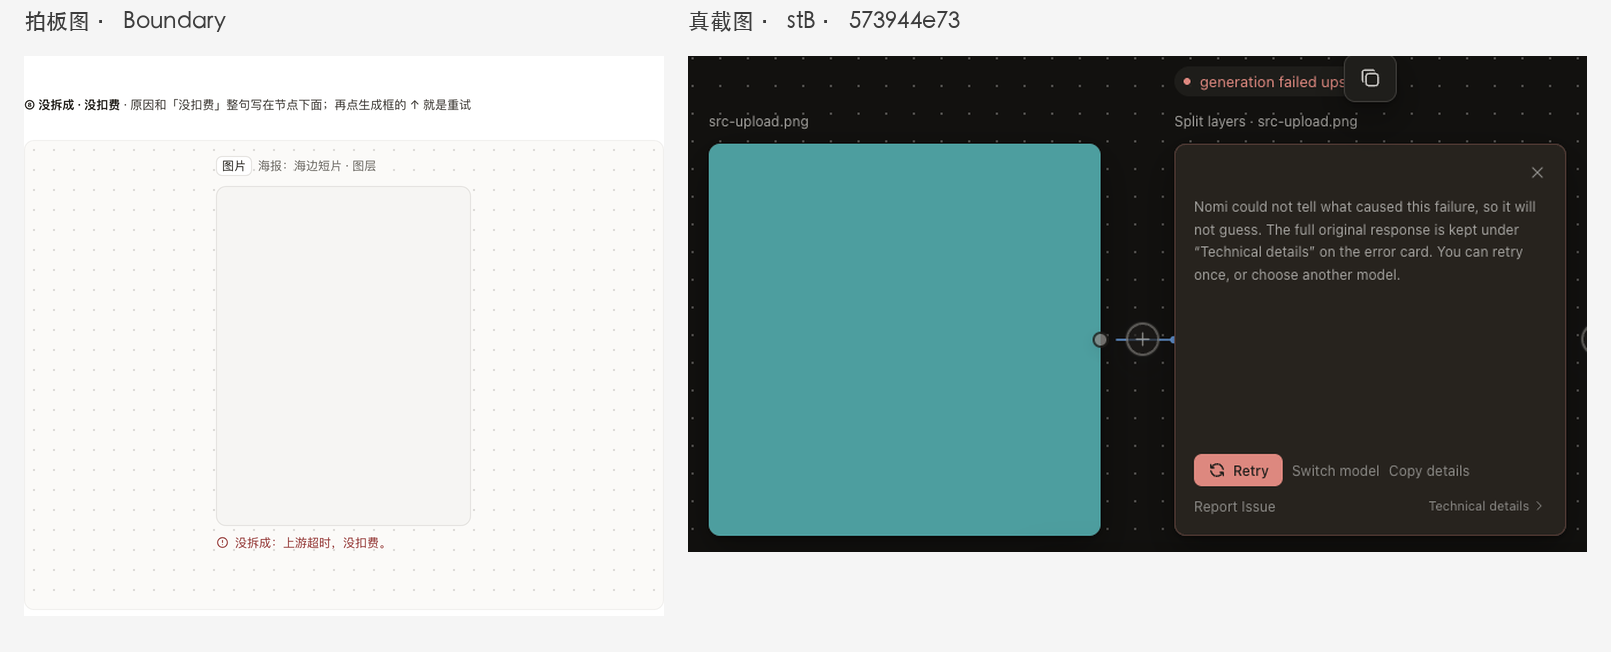 拍板图 · Boundary
真截图 · stB · 573944e73
⑧ 没拆成 · 没扣费 · 原因和「没扣费」整句写在节点下面；再点生成框的 ↑ 就是重试
图片 海报：海边短片 · 图层
没拆成：上游超时，没扣费。
generation failed ups
src-upload.png
Split layers · src-upload.png
Nomi could not tell what caused this failure, so it will
not guess. The full original response is kept under
“Technical details” on the error card. You can retry
once, or choose another model.
Retry Switch model Copy details
Report Issue Technical details